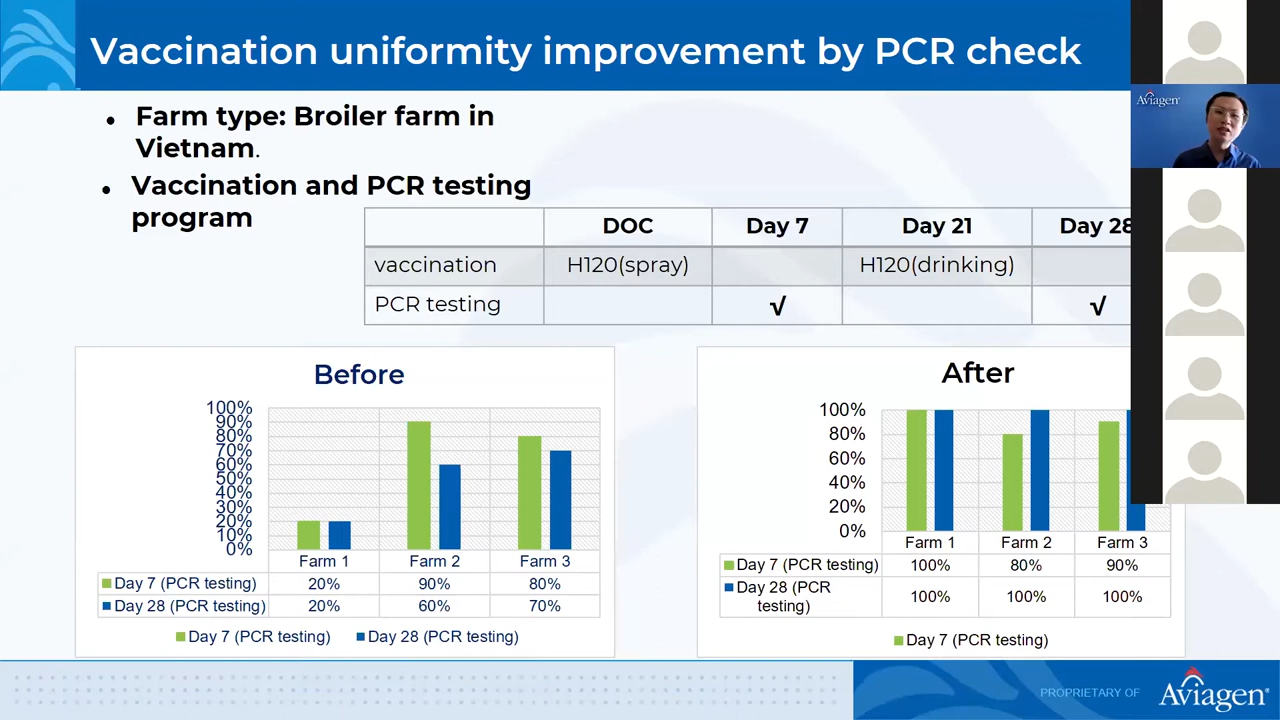 Vaccination uniformity improvement by PCR check
Aviagen
• Farm type: Broiler farm in
Vietnam.
• Vaccination and PCR testing
program
DOC Day 7 Day 21 Day 28
vaccination H120(spray) H120(drinking)
PCR testing √ √
Before
100%
90%
80%
70%
60%
50%
40%
30%
20%
10%
0%
Farm 1 Farm 2 Farm 3
Day 7 (PCR testing) 20% 90% 80%
Day 28 (PCR testing) 20% 60% 70%
Day 7 (PCR testing) Day 28 (PCR testing)
After
100%
80%
60%
40%
20%
0%
Farm 1 Farm 2 Farm 3
Day 7 (PCR testing) 100% 80% 90%
Day 28 (PCR
testing) 100% 100% 100%
Day 7 (PCR testing)
PROPRIETARY OF Aviagen®